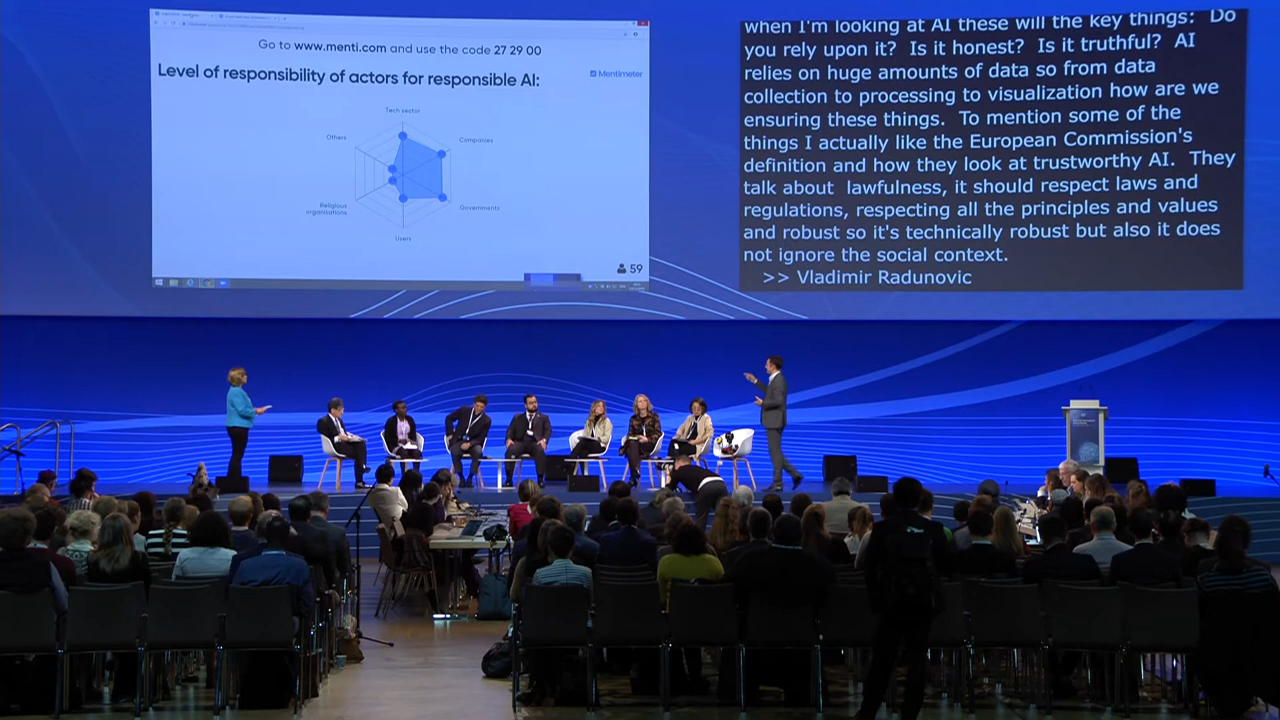 Go to www.menti.com and use the code 27 29 00
Level of responsibility of actors for responsible AI:
Mentimeter
Tech sector
Others
Companies
Religious
organisations
Governments
Users
59
when I'm looking at AI these will the key things: Do
you rely upon it? Is it honest? Is it truthful? AI
relies on huge amounts of data so from data
collection to processing to visualization how are we
ensuring these things. To mention some of the
things I actually like the European Commission's
definition and how they look at trustworthy AI. They
talk about lawfulness, it should respect laws and
regulations, respecting all the principles and values
and robust so it's technically robust but also it does
not ignore the social context.
>> Vladimir Radunovic